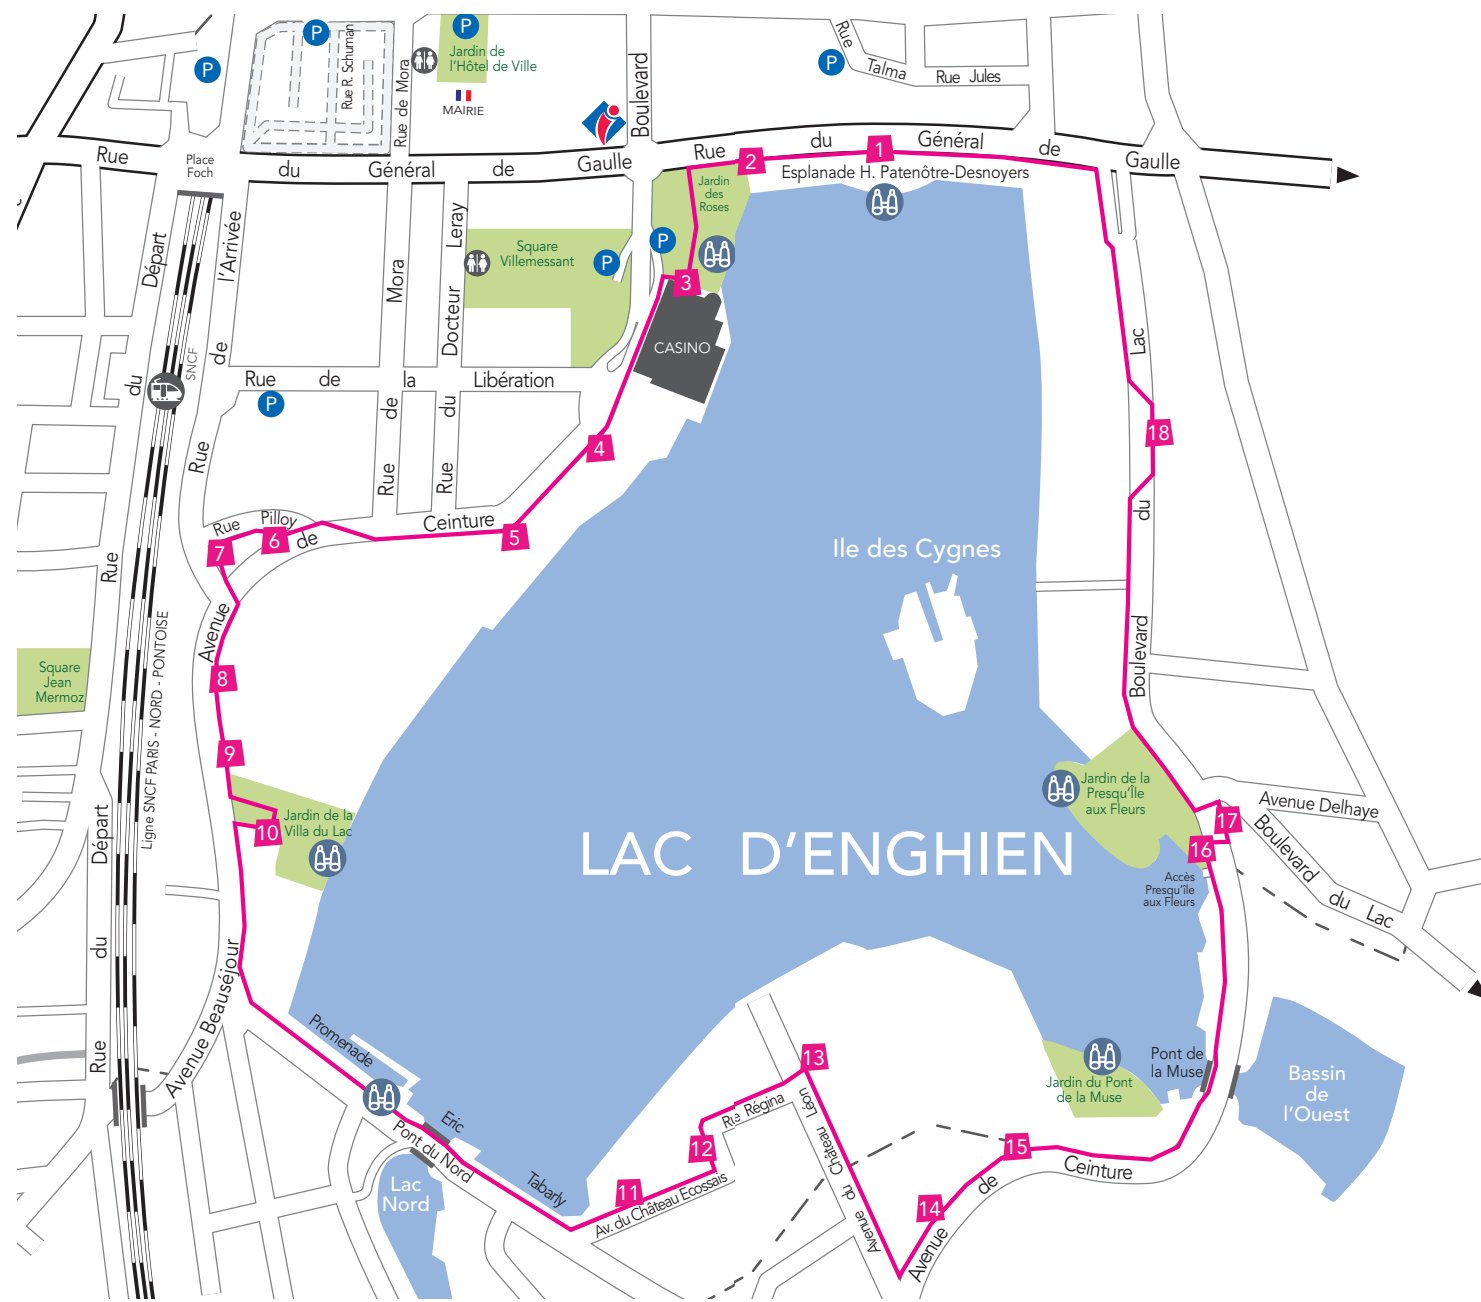 P
P
P
P
P
P
P
Rue R. Schuman
Rue de Mora
Jardin de
l'Hôtel de Ville
MAIRIE
Boulevard
Rue
Talma
Rue Jules
Rue
Place
Foch
du
Général
de
Gaulle
Rue
du
Général
de
Gaulle
1
2
Esplanade H. Patenôtre-Desnoyers
Jardin
des
Roses
3
CASINO
Square
Villemessant
Leray
Docteur
du
Rue
Mora
de
Rue
Départ
du
Rue
l'Arrivée
de
Rue
SNCF
Rue
de
la
Libération
4
5
Ceinture
de
Rue
Pilloy
6
7
Avenue
8
9
Ligne SNCF PARIS - NORD - PONTOISE
Square
Jean
Mermoz
10
Jardin de la
Villa du Lac
Départ
du
Rue
Avenue Beauséjour
Ile des Cygnes
LAC D'ENGHIEN
Lac
18
du
Boulevard
Jardin de la
Presqu'Île
aux Fleurs
17
16
Accès
Presqu'île
aux Fleurs
Avenue Delhaye
Boulevard
du
Lac
Promenade
Eric
Tabarly
Pont du Nord
Lac
Nord
11
Av. du Château Ecossais
12
Rue Régina
13
Léon
Château
du
Avenue
14
Avenue
de
Ceinture
15
Jardin du Pont
de la Muse
Pont de
la Muse
Bassin
de
l'Ouest